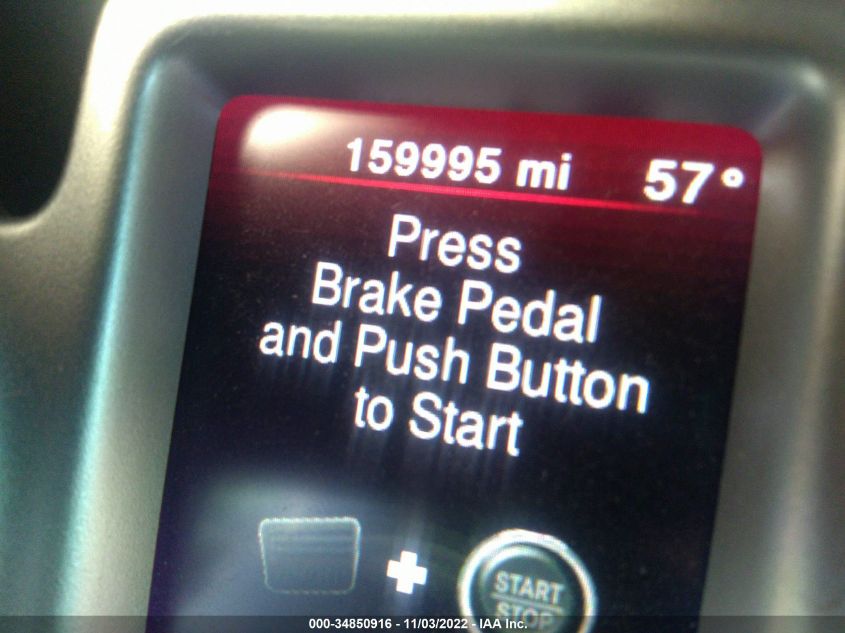 159995 mi 57°
Press
Brake Pedal
and Push Button
to Start
+
START
STOP
000-34850916 - 11/03/2022 - IAA Inc.